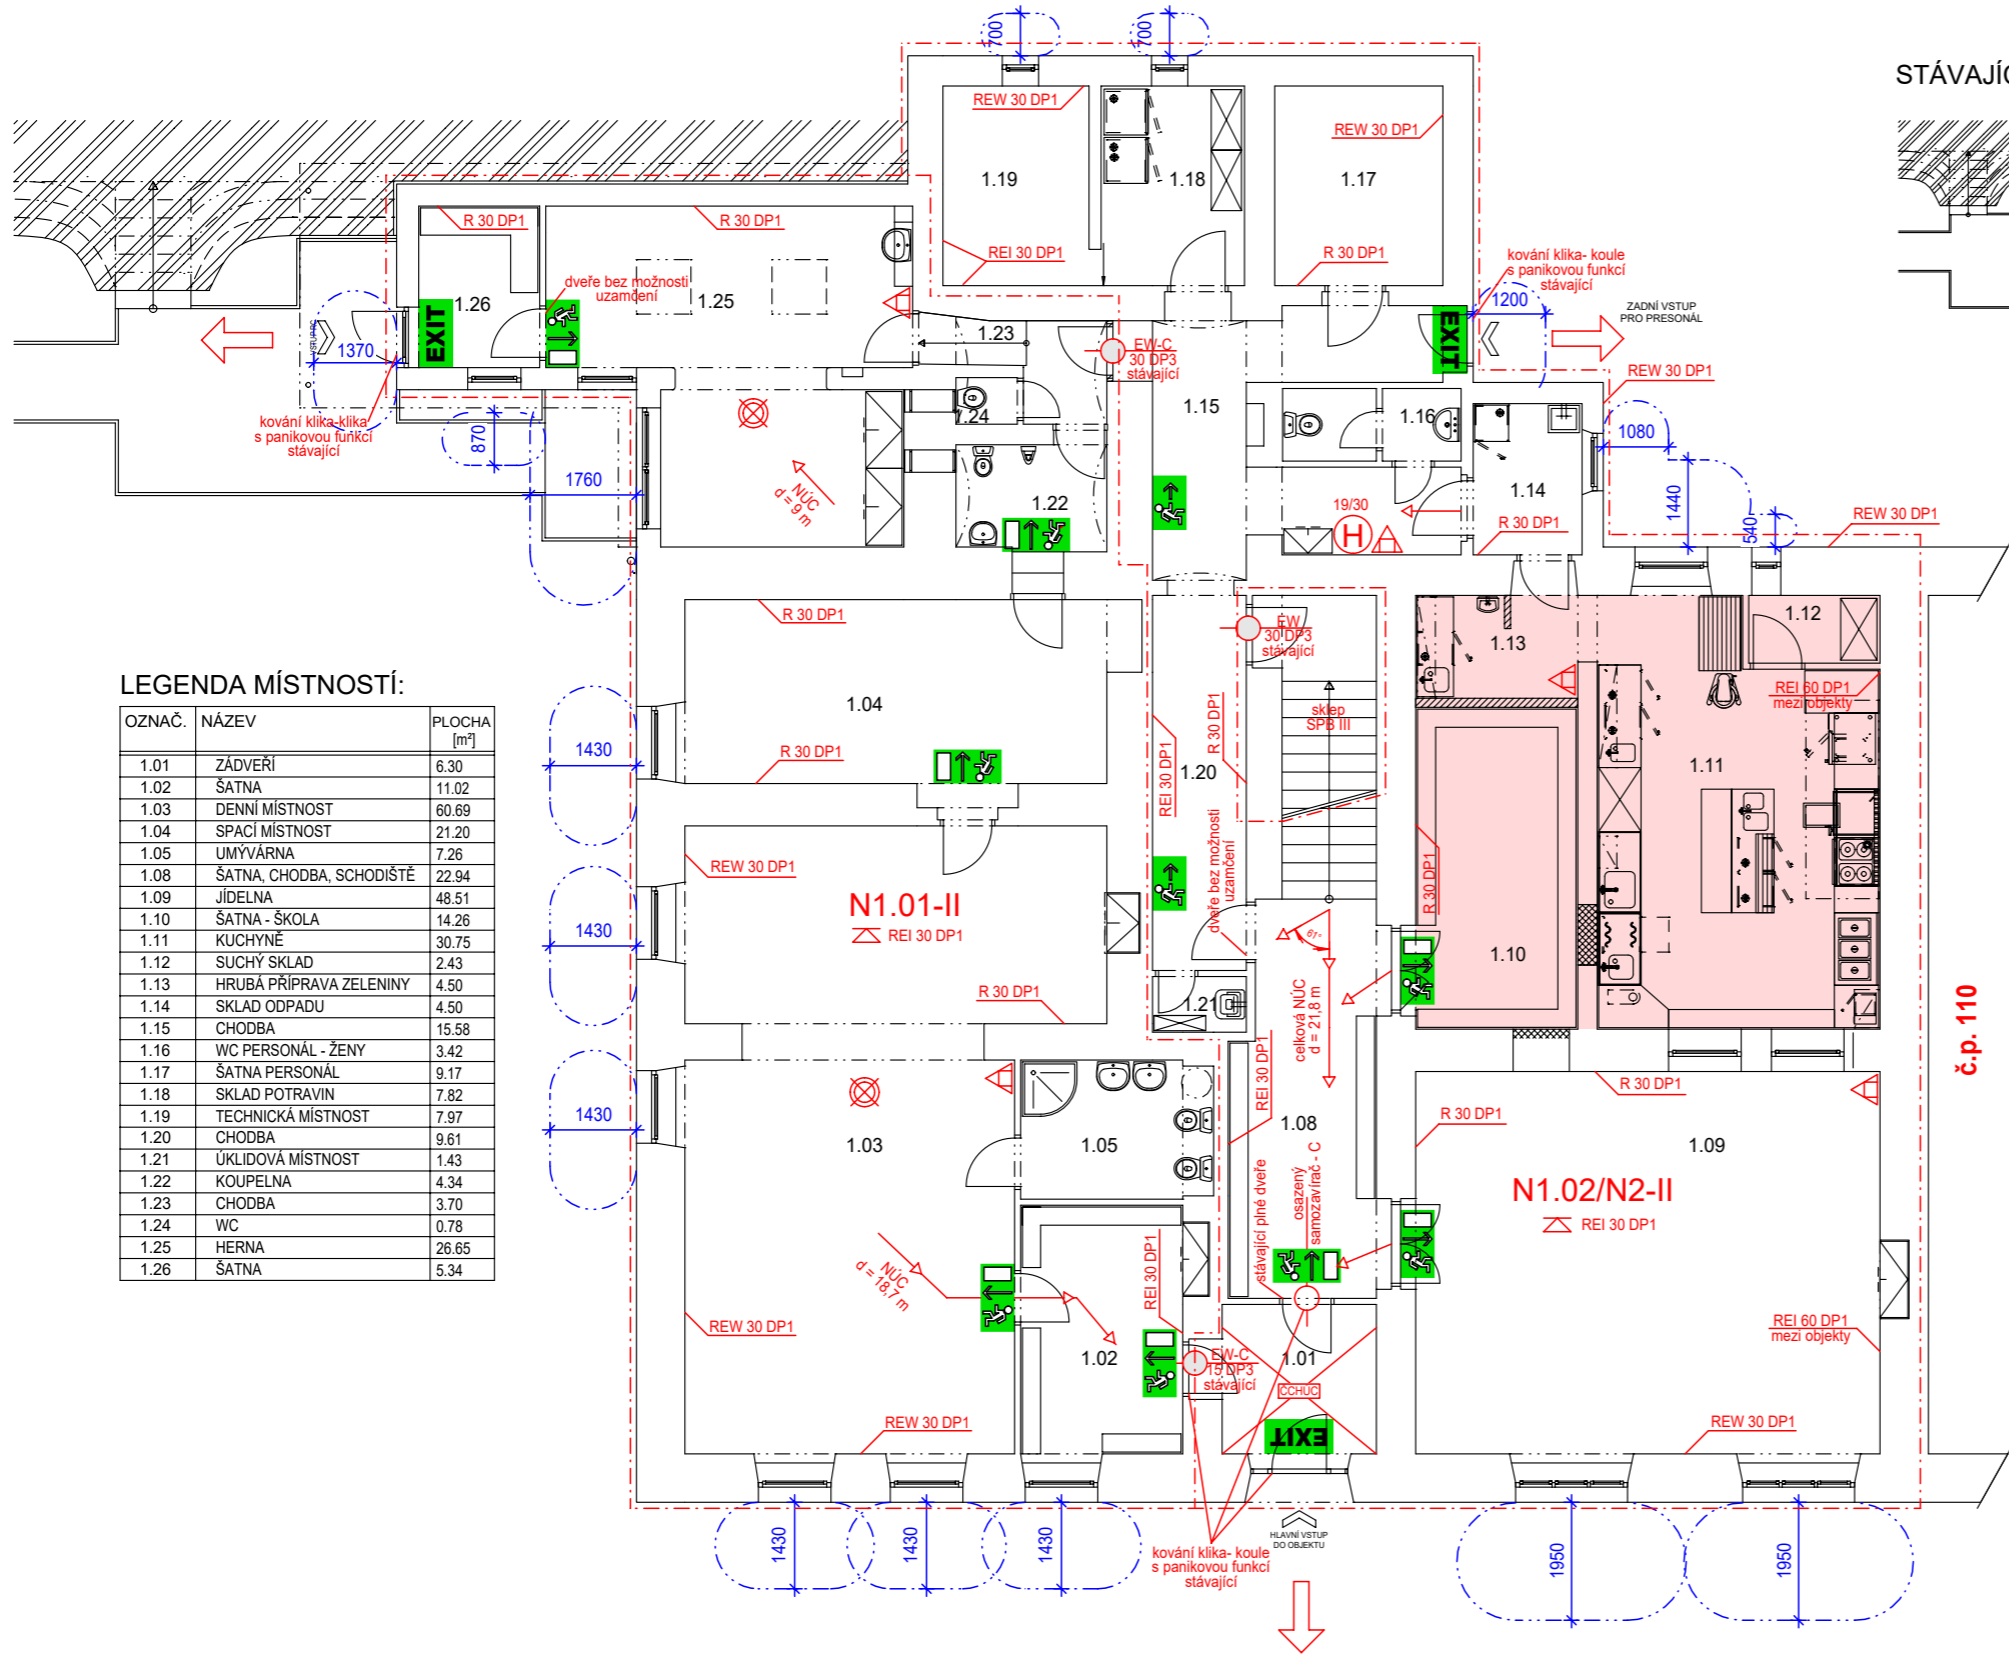 STÁVAJÍC
700
700
REW 30 DP1
REW 30 DP1
1.19
1.18
1.17
R 30 DP1
R 30 DP1
REI 30 DP1
R 30 DP1
kování klika- koule
s panikovou funkcí
stávající
dveře bez možnosti
uzamčení
1.26
1.25
EXIT
EXIT
1200
ZADNÍ VSTUP
PRO PRESONÁL
1370
1.23
EW-C
30 DP3
stávající
REW 30 DP1
kování klika-klika
s panikovou funkcí
stávající
870
1.24
1.15
1.16
1080
1760
NÚC
d = 9 m
1.22
19/30
H
1.14
R 30 DP1
1440
540
REW 30 DP1
R 30 DP1
EW
30 DP3
stávající
1.13
1.12
LEGENDA MÍSTNOSTÍ:
OZNAČ. NÁZEV PLOCHA
[m²]
1.01 ZÁDVEŘÍ 6.30
1.02 ŠATNA 11.02
1.03 DENNÍ MÍSTNOST 60.69
1.04 SPACÍ MÍSTNOST 21.20
1.05 UMÝVÁRNA 7.26
1.08 ŠATNA, CHODBA, SCHODIŠTĚ 22.94
1.09 JÍDELNA 48.51
1.10 ŠATNA - ŠKOLA 14.26
1.11 KUCHYNĚ 30.75
1.12 SUCHÝ SKLAD 2.43
1.13 HRUBÁ PŘÍPRAVA ZELENINY 4.50
1.14 SKLAD ODPADU 4.50
1.15 CHODBA 15.58
1.16 WC PERSONÁL - ŽENY 3.42
1.17 ŠATNA PERSONÁL 9.17
1.18 SKLAD POTRAVIN 7.82
1.19 TECHNICKÁ MÍSTNOST 7.97
1.20 CHODBA 9.61
1.21 ÚKLIDOVÁ MÍSTNOST 1.43
1.22 KOUPELNA 4.34
1.23 CHODBA 3.70
1.24 WC 0.78
1.25 HERNA 26.65
1.26 ŠATNA 5.34
1.04
R 30 DP1
1430
REI 30 DP1
1.20
R 30 DP1
sklep
SPB III
REI 60 DP1
mezi objekty
1.11
REW 30 DP1
N1.01-II
REI 30 DP1
1430
R 30 DP1
dveře bez možnosti
uzamčení
61°
R 30 DP1
1.10
1.21
celková NÚC
d = 21,8 m
č.p. 110
REI 30 DP1
1430
1.03
1.05
1.08
R 30 DP1
R 30 DP1
1.09
stávající plné dveře
osazený
samozavírač - C
N1.02/N2-II
REI 30 DP1
NÚC
d = 18,7 m
REI 30 DP1
REW 30 DP1
1.02
EW-C
15 DP3
stávající
1.01
ČCHÚC
REI 60 DP1
mezi objekty
REW 30 DP1
EXIT
REW 30 DP1
1430
1430
1430
HLAVNÍ VSTUP
DO OBJEKTU
kování klika- koule
s panikovou funkcí
stávající
1950
1950